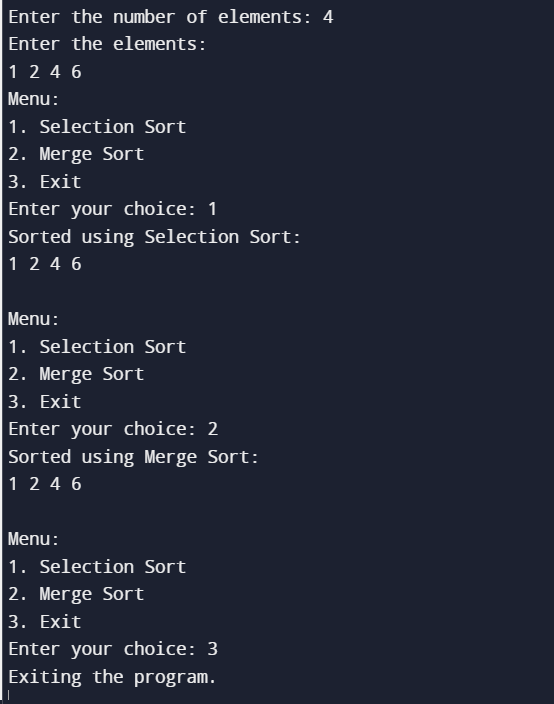 Enter the number of elements: 4
Enter the elements:
1 2 4 6
Menu:
1. Selection Sort
2. Merge Sort
3. Exit
Enter your choice: 1
Sorted using Selection Sort:
1 2 4 6
Menu:
1. Selection Sort
2. Merge Sort
3. Exit
Enter your choice: 2
Sorted using Merge Sort:
1 2 4 6
Menu:
1. Selection Sort
2. Merge Sort
3. Exit
Enter your choice: 3
Exiting the program.